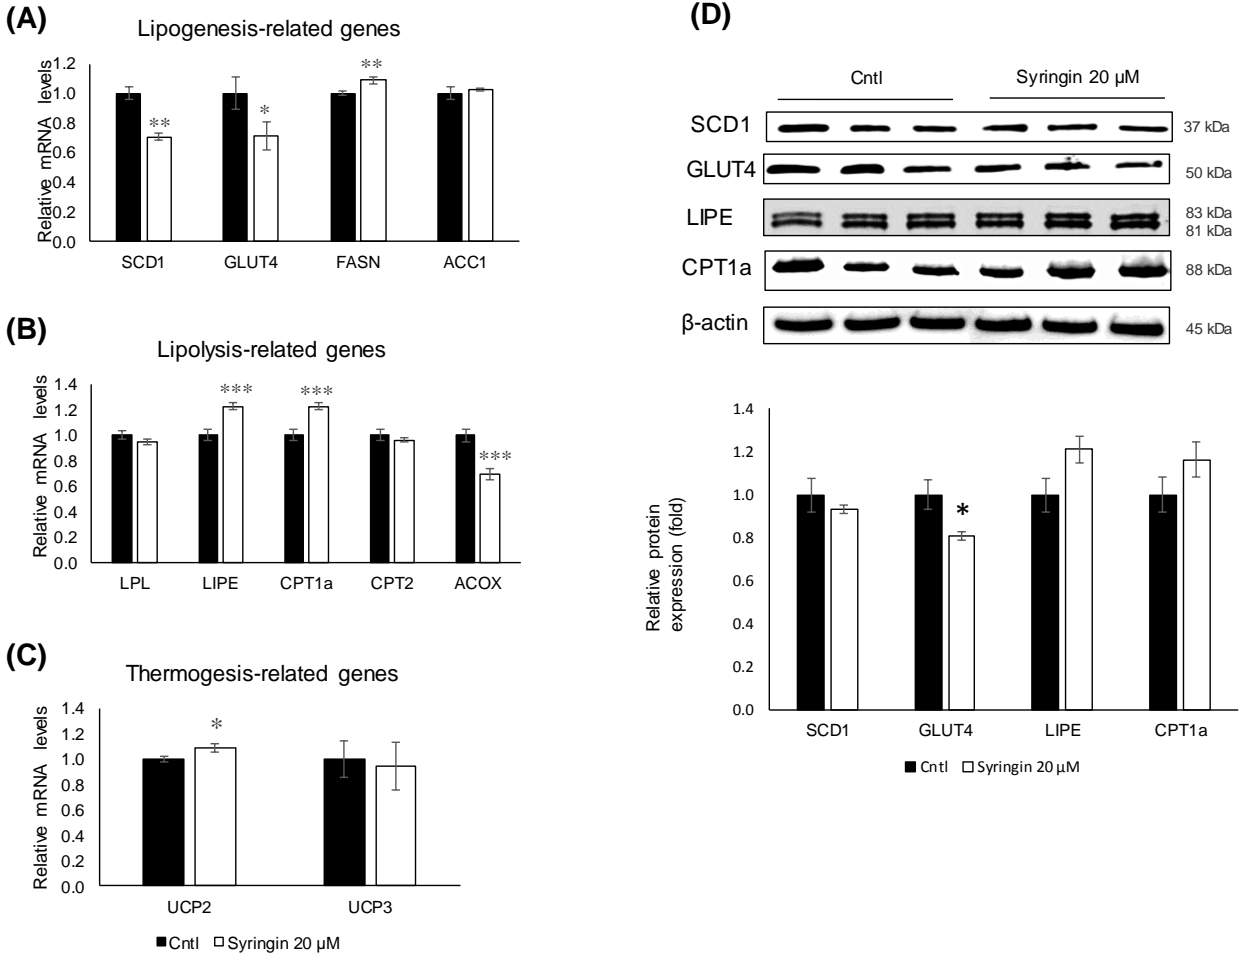 (A)
Lipogenesis-related genes
Relative mRNA levels
1.2
1.0
0.8
0.6
0.4
0.2
0.0
**
*
**
SCD1 GLUT4 FASN ACC1
(B)
Lipolysis-related genes
Relative mRNA levels
1.4
1.2
1.0
0.8
0.6
0.4
0.2
0.0
***
***
***
LPL LIPE CPT1a CPT2 ACOX
(C)
Thermogesis-related genes
Relative mRNA levels
1.4
1.2
1.0
0.8
0.6
0.4
0.2
0.0
*
UCP2 UCP3
Cntl Syringin 20 μM
(D)
Cntl Syringin 20 μM
SCD1 37 kDa
GLUT4 50 kDa
LIPE 83 kDa
81 kDa
CPT1a 88 kDa
β-actin 45 kDa
Relative protein
expression (fold)
1.4
1.2
1.0
0.8
0.6
0.4
0.2
0.0
*
SCD1 GLUT4 LIPE CPT1a
Cntl Syringin 20 μM